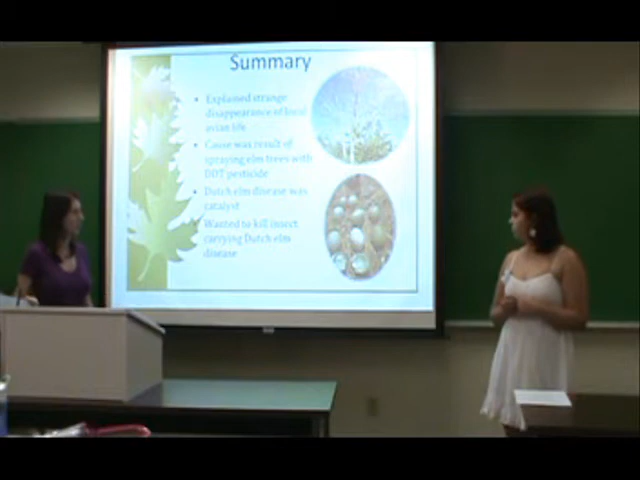 Summary
• Explained strange
disappearance of local
avian life
• Cause was result of
spraying elm trees with
DDT pesticide
• Dutch elm disease was
catalyst
• Wanted to kill insect
carrying Dutch elm
disease